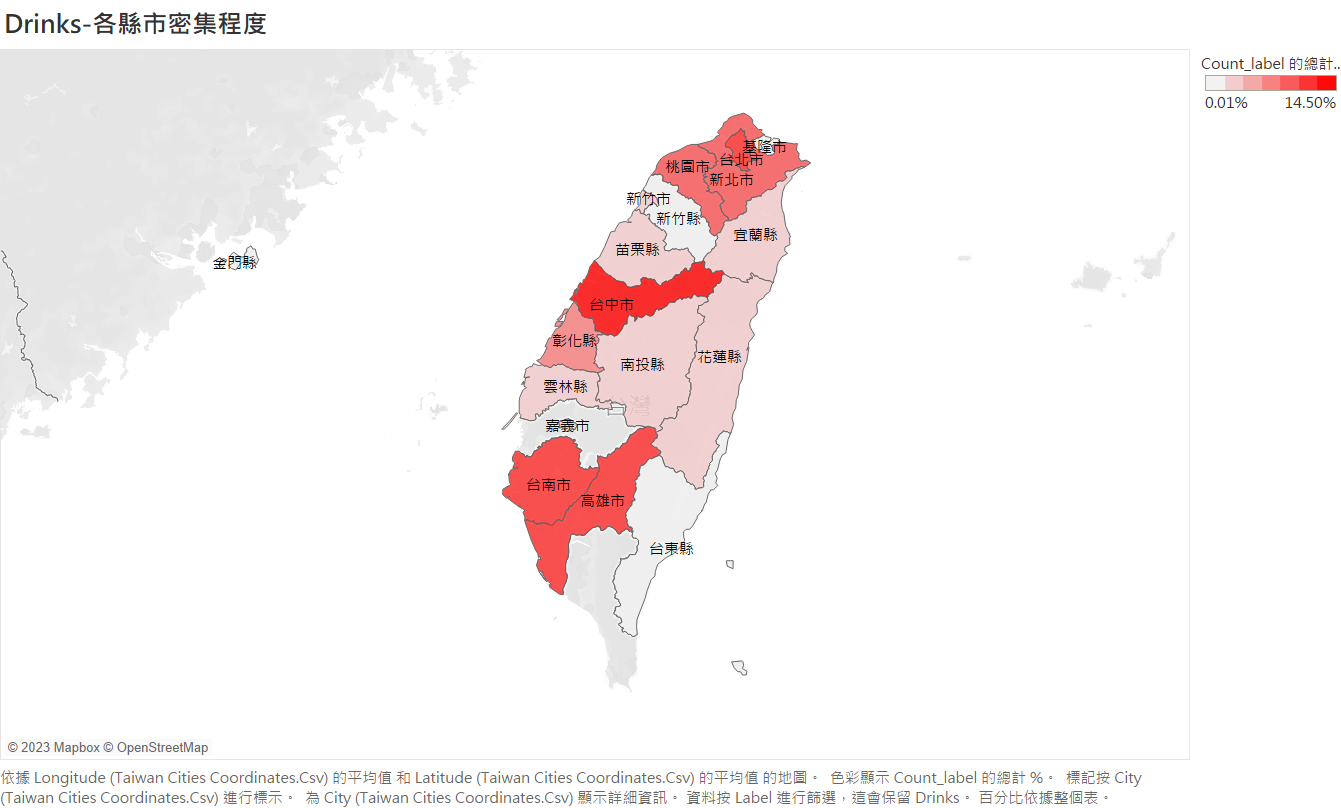 Drinks-各縣市密集程度
Count_label 的總計..
0.01% 14.50%
基隆市
台北市
桃園市
新北市
新竹市
新竹縣
宜蘭縣
苗栗縣
金門縣
台中市
彰化縣
花蓮縣
南投縣
雲林縣
台灣
嘉義市
台南市
高雄市
台東縣
© 2023 Mapbox © OpenStreetMap
依據 Longitude (Taiwan Cities Coordinates.Csv) 的平均值 和 Latitude (Taiwan Cities Coordinates.Csv) 的平均值 的地圖。 色彩顯示 Count_label 的總計 %。 標記按 City
(Taiwan Cities Coordinates.Csv) 進行標示。 為 City (Taiwan Cities Coordinates.Csv) 顯示詳細資訊。 資料按 Label 進行篩選，這會保留 Drinks。 百分比依據整個表。